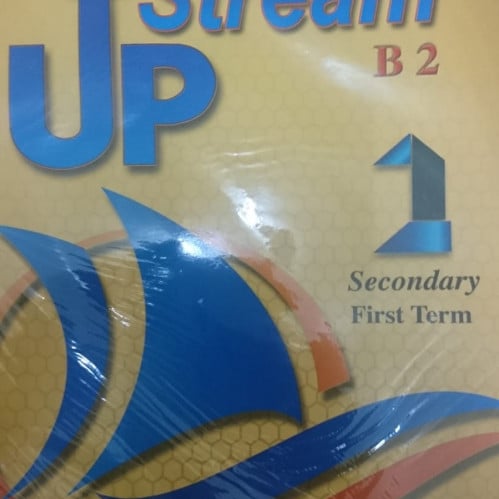 Stream
UP
B 2
1
Secondary
First Term